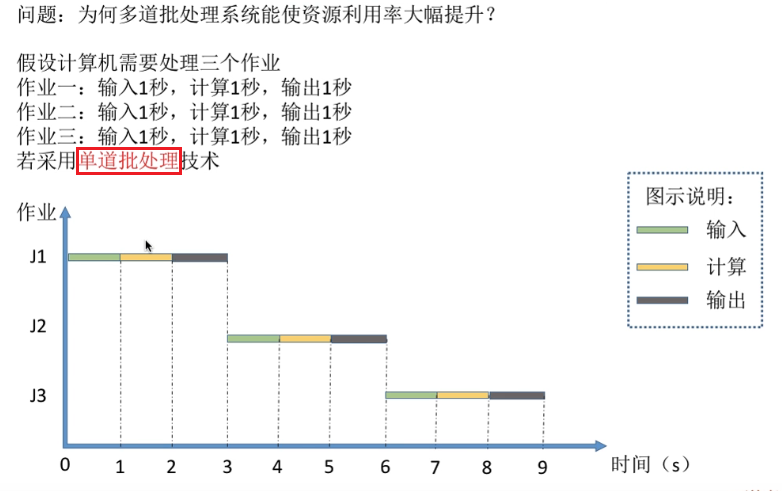 问题：为何多道批处理系统能使资源利用率大幅提升？
假设计算机需要处理三个作业
作业一：输入1秒，计算1秒，输出1秒
作业二：输入1秒，计算1秒，输出1秒
作业三：输入1秒，计算1秒，输出1秒
若采用单道批处理技术
图示说明：
输入
计算
输出
作业
J1
J2
J3
0 1 2 3 4 5 6 7 8 9 时间（s）